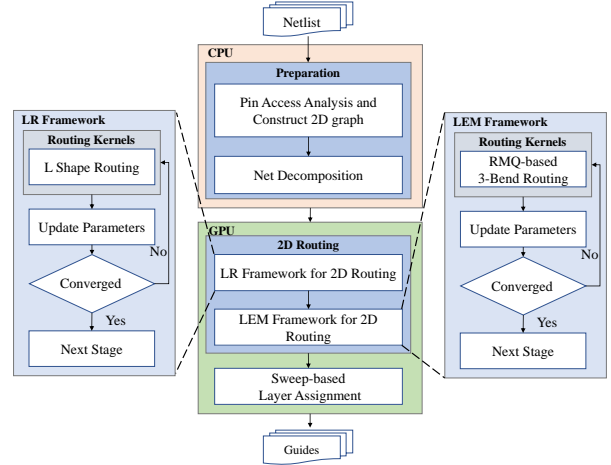 Netlist
CPU
Preparation
Pin Access Analysis and
Construct 2D graph
Net Decomposition
LR Framework
Routing Kernels
L Shape Routing
Update Parameters
No
Converged
Yes
Next Stage
GPU
2D Routing
LR Framework for 2D Routing
LEM Framework for 2D
Routing
Sweep-based
Layer Assignment
Guides
LEM Framework
Routing Kernels
RMQ-based
3-Bend Routing
Update Parameters
No
Converged
Yes
Next Stage